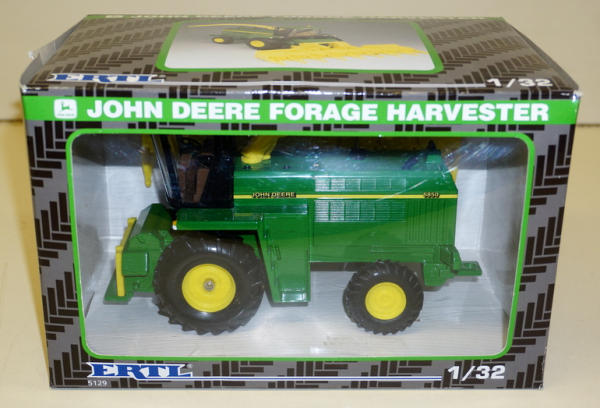 ERTL
1/32
JOHN DEERE FORAGE HARVESTER
JOHN DEERE
6850
ERTL
5129
1/32